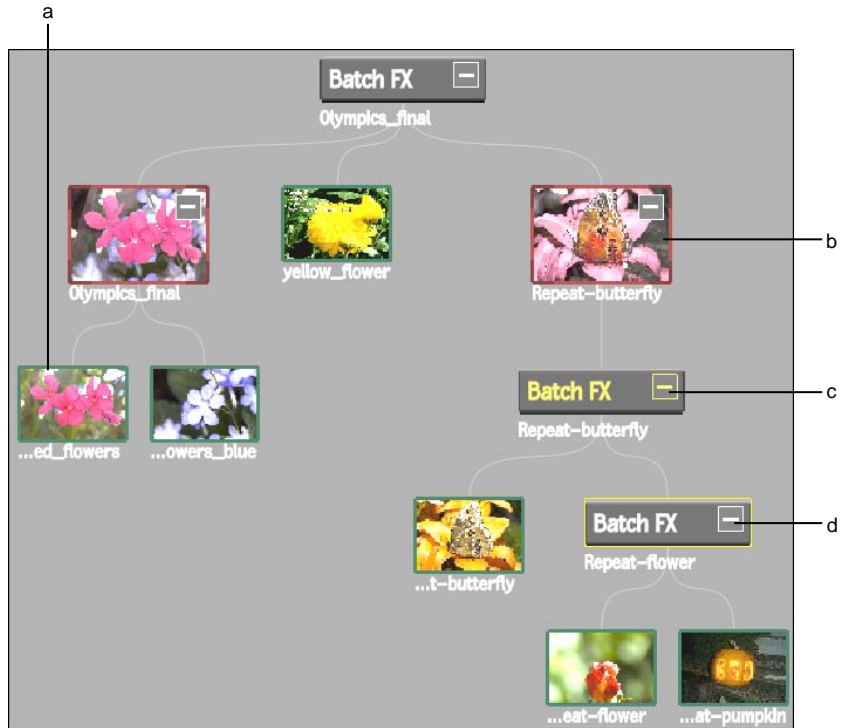 a
Batch FX
Olympics_final
Olympics_final
yellow_flower
Repeat-butterfly
b
...ed_flowers
...owers_blue
Batch FX
c
Repeat-butterfly
...t-butterfly
Batch FX
d
Repeat-flower
...eat-flower
...at-pumpkin